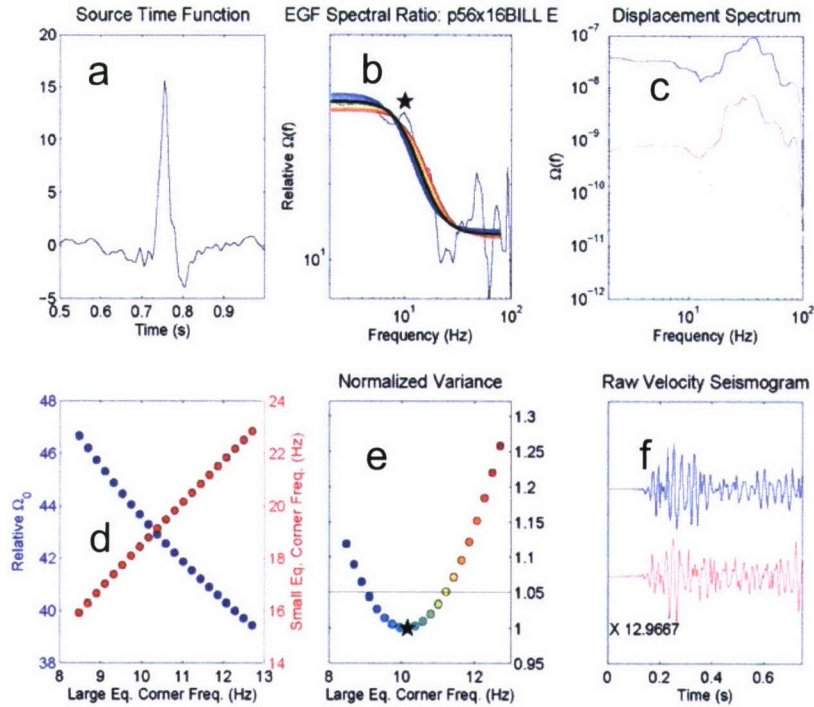 Source Time Function
EGF Spectral Ratio: p56x16BILL E
Displacement Spectrum
a
b
c
20
15
10
5
0
-5
0.5 0.6 0.7 0.8 0.9
Time (s)
Relative Ω(f)
10¹
10¹ 10²
Frequency (Hz)
Ω(f)
10⁻⁷
10⁻⁸
10⁻⁹
10⁻¹⁰
10⁻¹¹
10⁻¹²
10¹ 10²
Frequency (Hz)
Normalized Variance
Raw Velocity Seismogram
d
e
f
Relative Ω₀
48
46
44
42
40
38
8 9 10 11 12 13
Large Eq. Corner Freq. (Hz)
24
22
20
18
16
14
Small Eq. Corner Freq. (Hz)
1.3
1.25
1.2
1.15
1.1
1.05
1
0.95
8 9 10 11 12 13
Large Eq. Corner Freq. (Hz)
X 12.9667
0 0.2 0.4 0.6
Time (s)